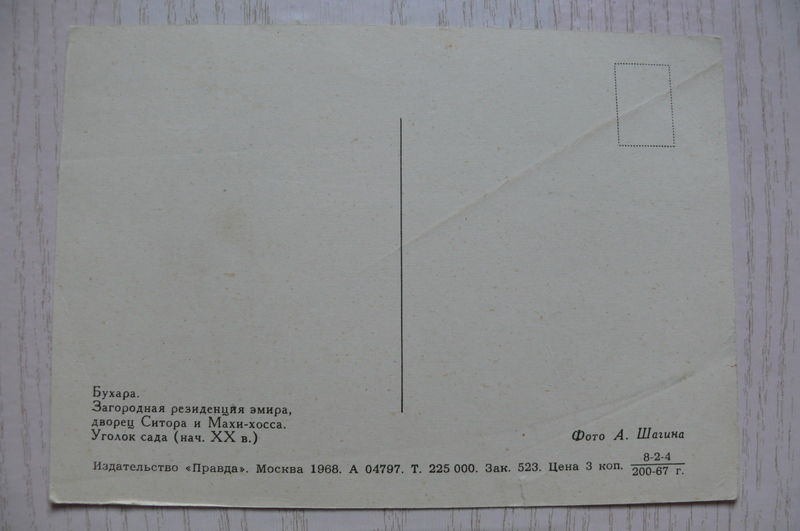 Бухара.
Загородная резиденция эмира,
дворец Ситора и Махи-хосса.
Уголок сада (нач. XX в.)
Фото А. Шагина
Издательство «Правда». Москва 1968. А 04797. Т. 225 000. Зак. 523. Цена 3 коп. 8-2-4
200-67 г.